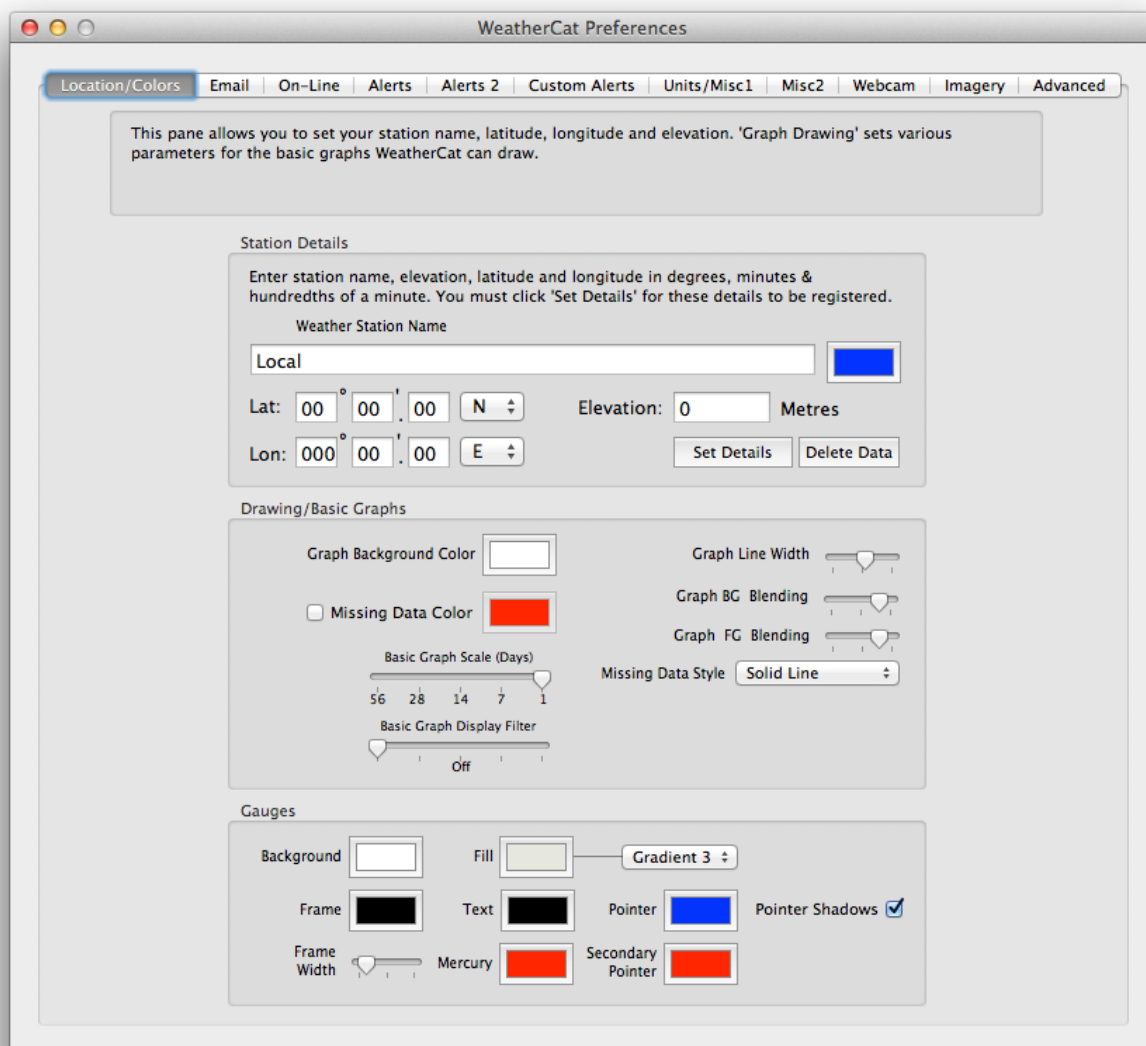 WeatherCat Preferences
Location/Colors Email On-Line Alerts Alerts 2 Custom Alerts Units/Misc1 Misc2 Webcam Imagery Advanced
This pane allows you to set your station name, latitude, longitude and elevation. 'Graph Drawing' sets various
parameters for the basic graphs WeatherCat can draw.
Station Details
Enter station name, elevation, latitude and longitude in degrees, minutes &
hundredths of a minute. You must click 'Set Details' for these details to be registered.
Weather Station Name
Local
Lat: 00 ° 00 ' . 00 N Elevation: 0 Metres
Lon: 000 ° 00 ' . 00 E Set Details Delete Data
Drawing/Basic Graphs
Graph Background Color Graph Line Width
Graph BG Blending
Missing Data Color
Graph FG Blending
Basic Graph Scale (Days)
Missing Data Style Solid Line
56 28 14 7 1
Basic Graph Display Filter
Off
Gauges
Background Fill Gradient 3
Frame Text Pointer Pointer Shadows
Frame
Width
Mercury
Secondary
Pointer